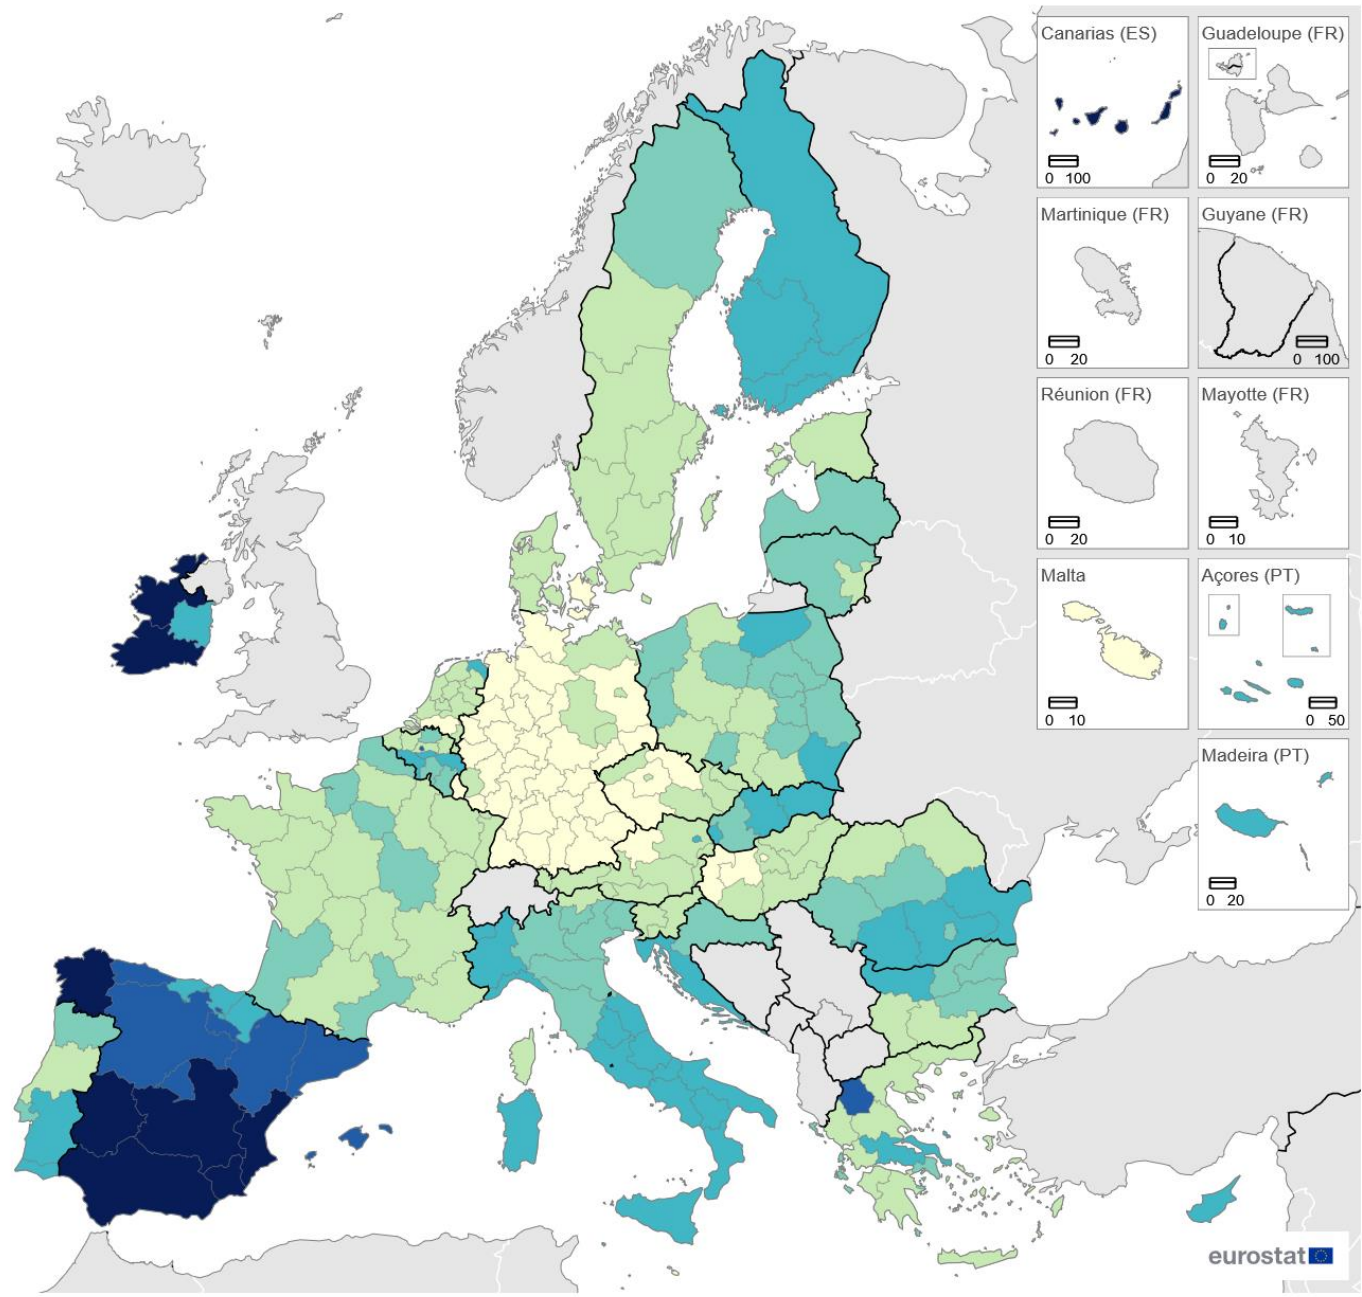 Canarias (ES)
0 100
Guadeloupe (FR)
0 20
Martinique (FR)
0 20
Guyane (FR)
0 100
Réunion (FR)
0 20
Mayotte (FR)
0 10
Malta
0 10
Açores (PT)
0 50
Madeira (PT)
0 20
eurostat